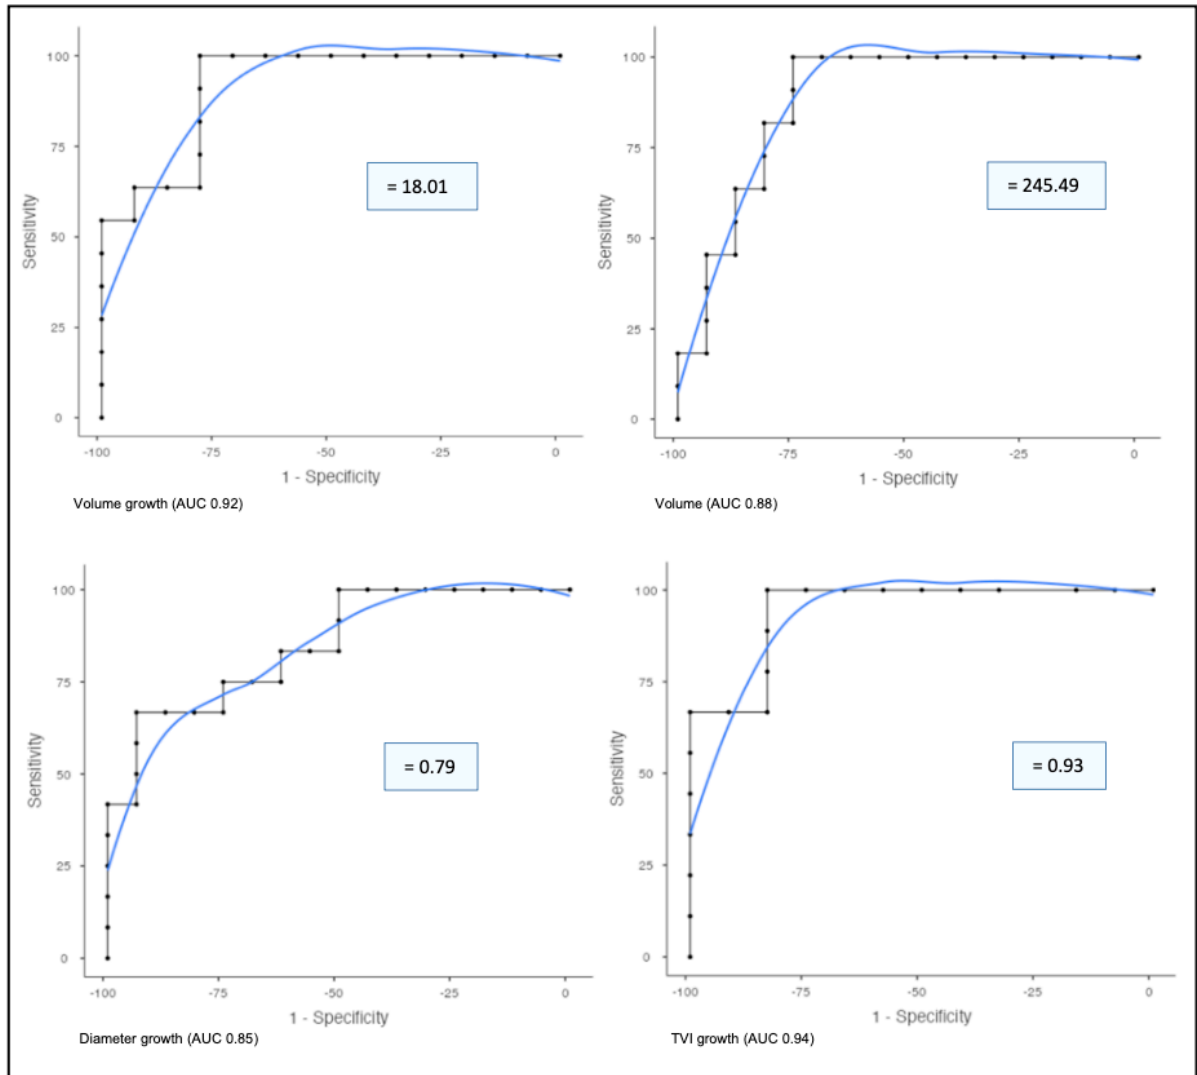 100
75
50
25
0
Sensitivity
= 18.01
-100 -75 -50 -25 0
1 - Specificity
Volume growth (AUC 0.92)
100
75
50
25
0
Sensitivity
= 245.49
-100 -75 -50 -25 0
1 - Specificity
Volume (AUC 0.88)
100
75
50
25
0
Sensitivity
= 0.79
-100 -75 -50 -25 0
1 - Specificity
Diameter growth (AUC 0.85)
100
75
50
25
0
Sensitivity
= 0.93
-100 -75 -50 -25 0
1 - Specificity
TVI growth (AUC 0.94)